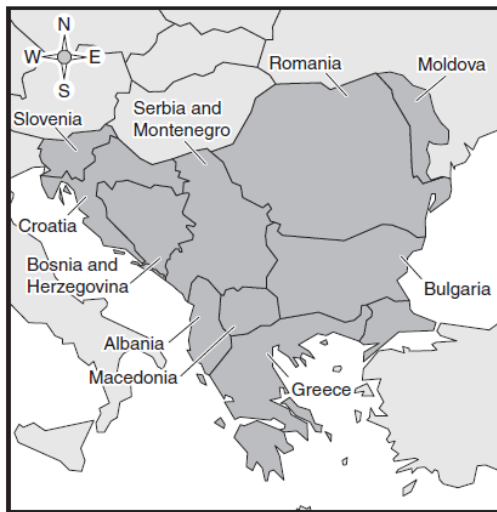 N
W E
S
Romania
Moldova
Serbia and
Montenegro
Slovenia
Croatia
Bosnia and
Herzegovina
Bulgaria
Albania
Macedonia
Greece